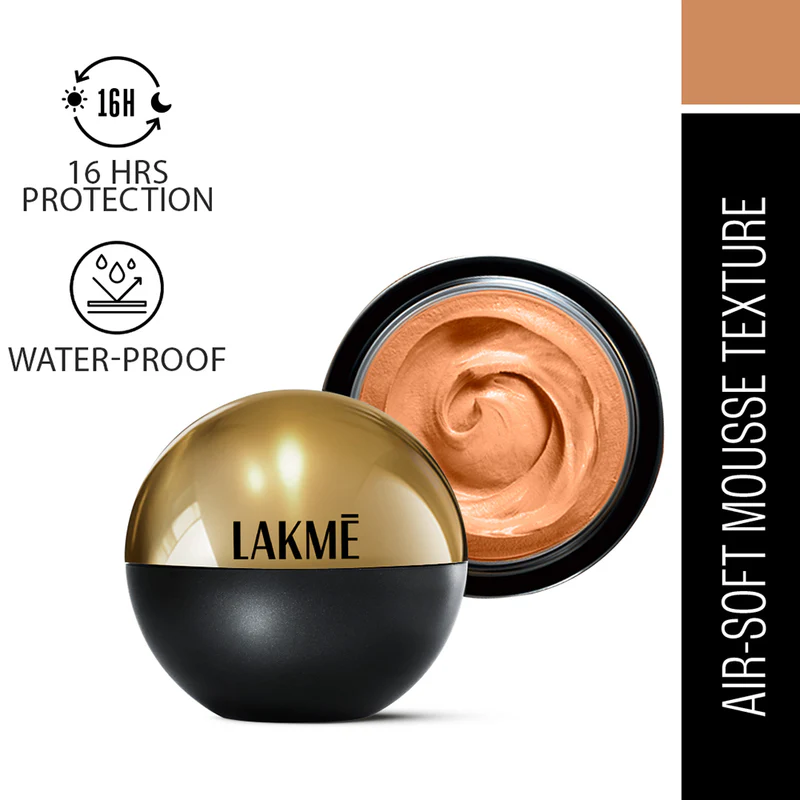 16H
16 HRS
PROTECTION
WATER-PROOF
LAKMĒ
AIR-SOFT MOUSSE TEXTURE